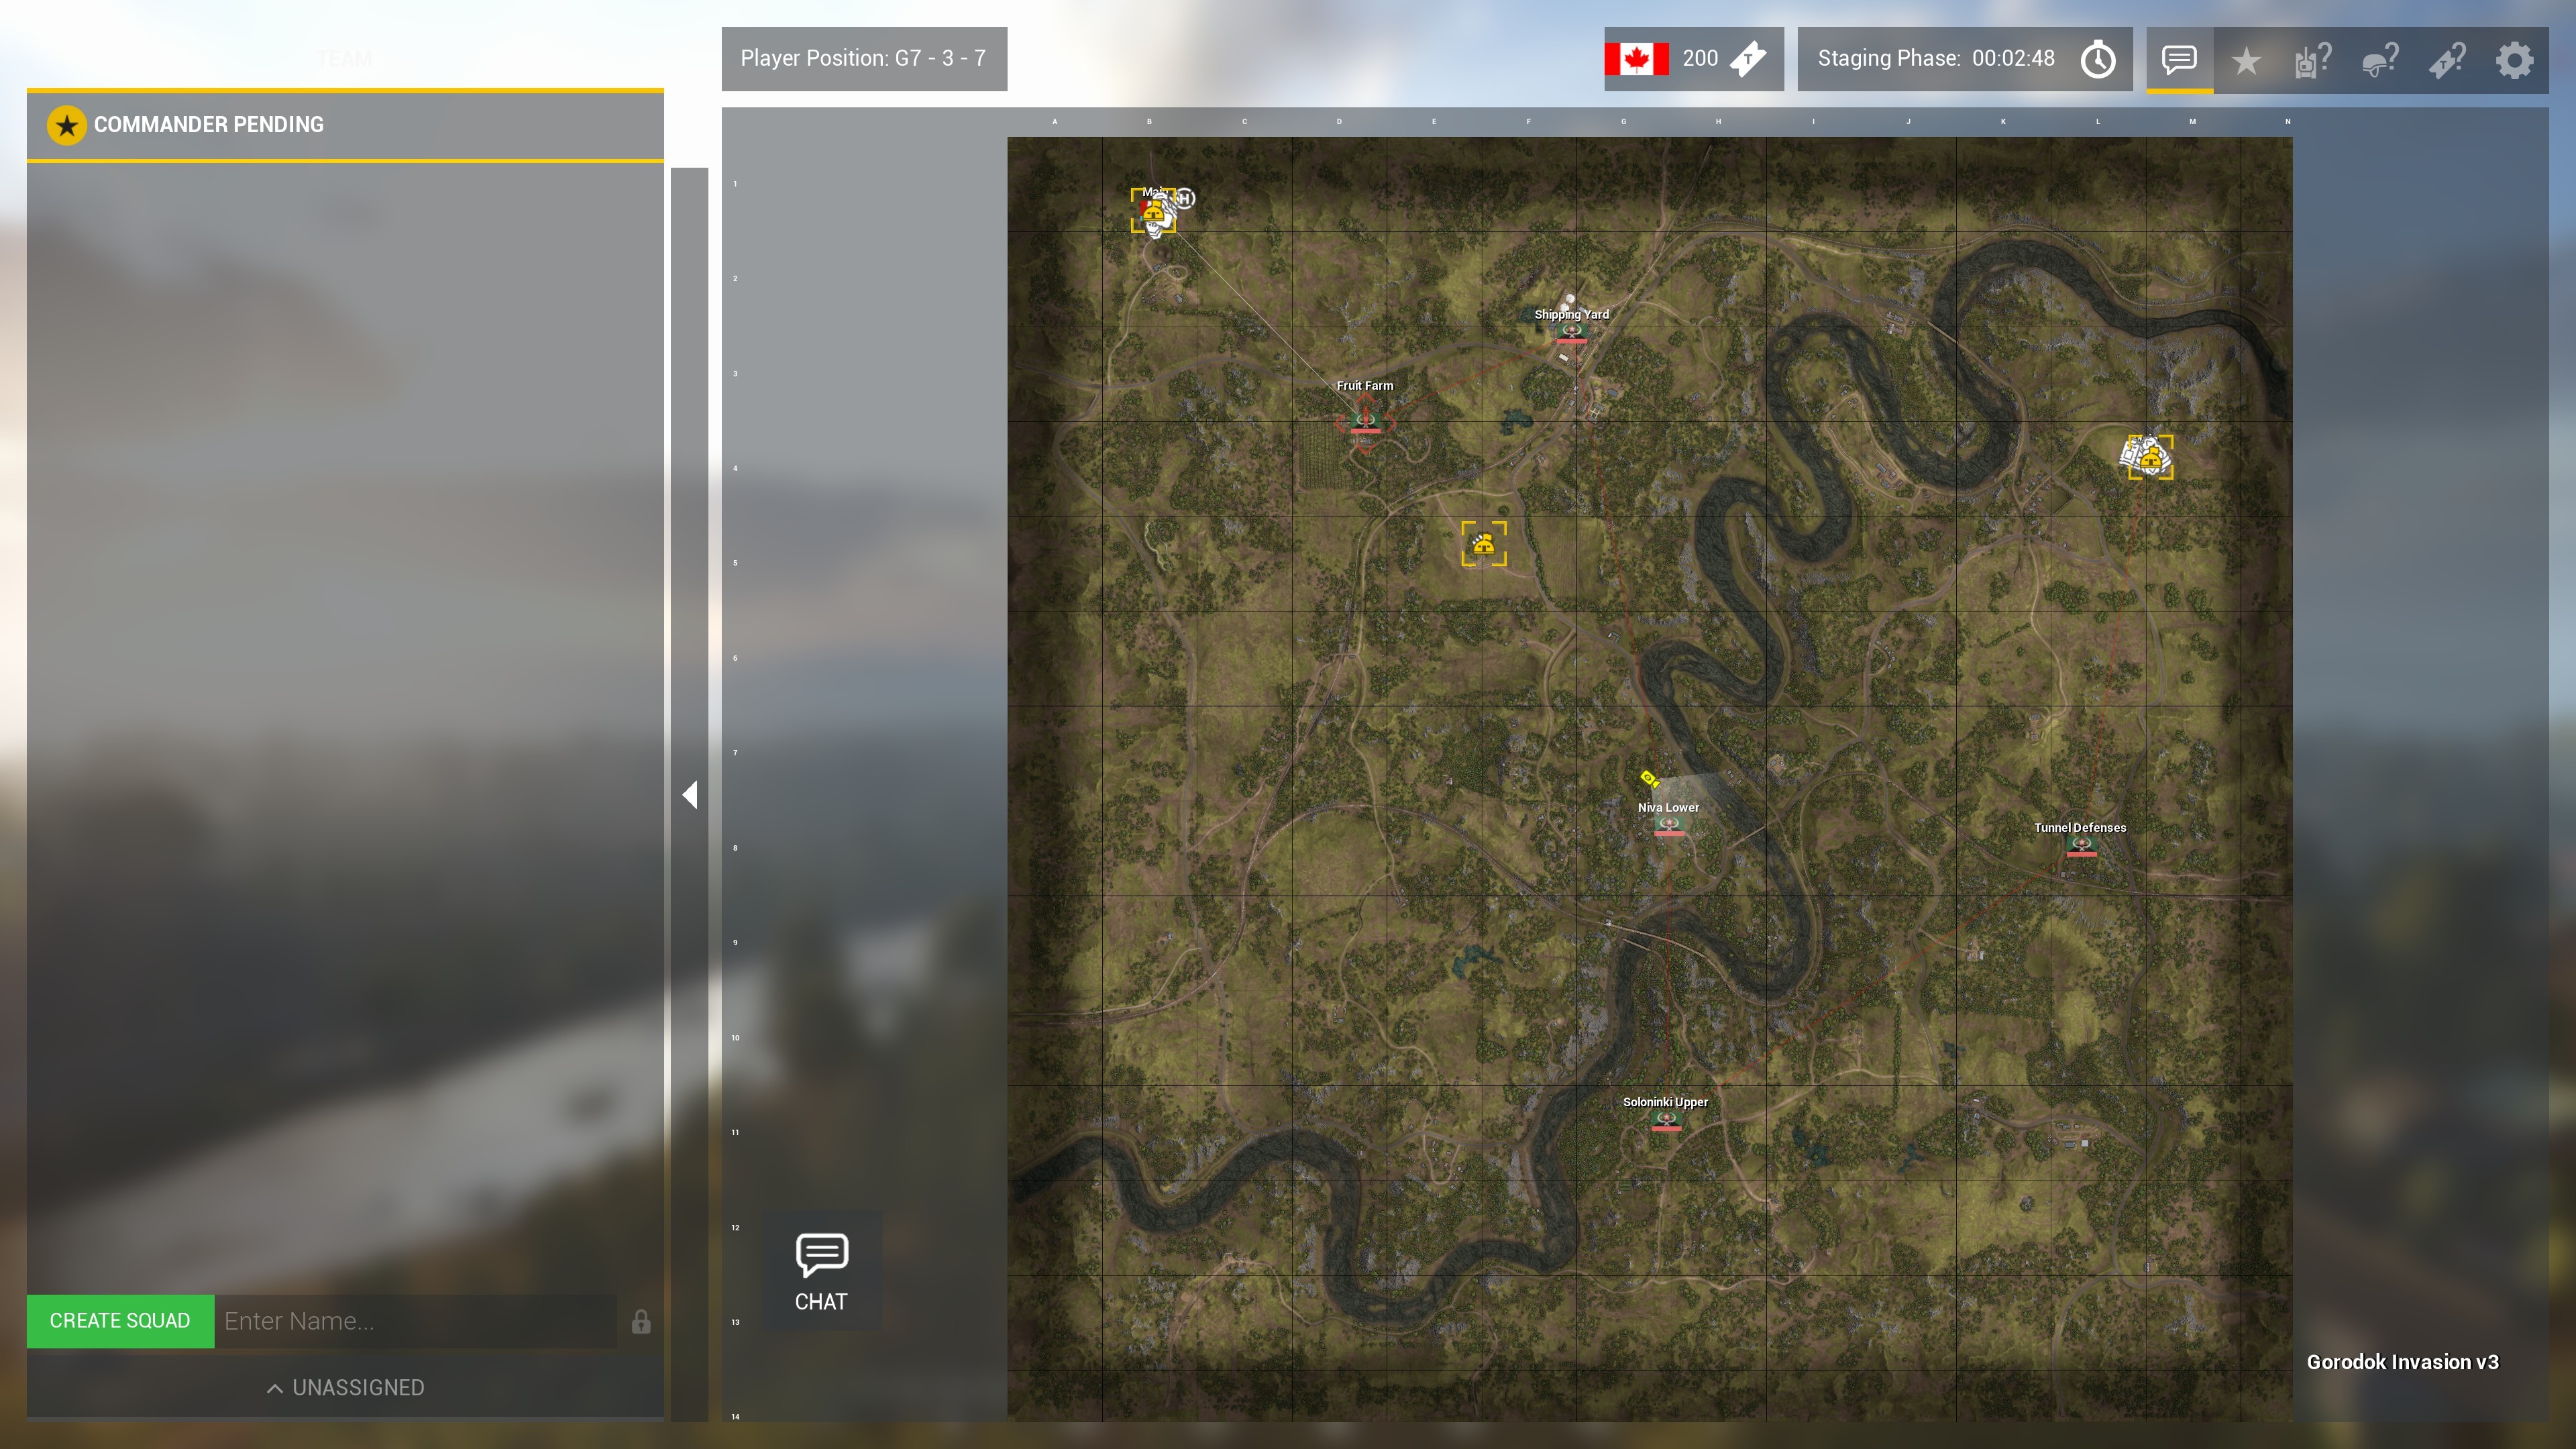 TEAM
COMMANDER PENDING
Player Position: G7 - 3 - 7
200
T
Staging Phase: 00:02:48
A B C D E F G H I J K L M N
1
2
3
4
5
6
7
8
9
10
11
12
13
14
H
Shipping Yard
Fruit Farm
Niva Lower
Tunnel Defenses
Soloninki Upper
CHAT
CREATE SQUAD Enter Name...
UNASSIGNED
Gorodok Invasion v3